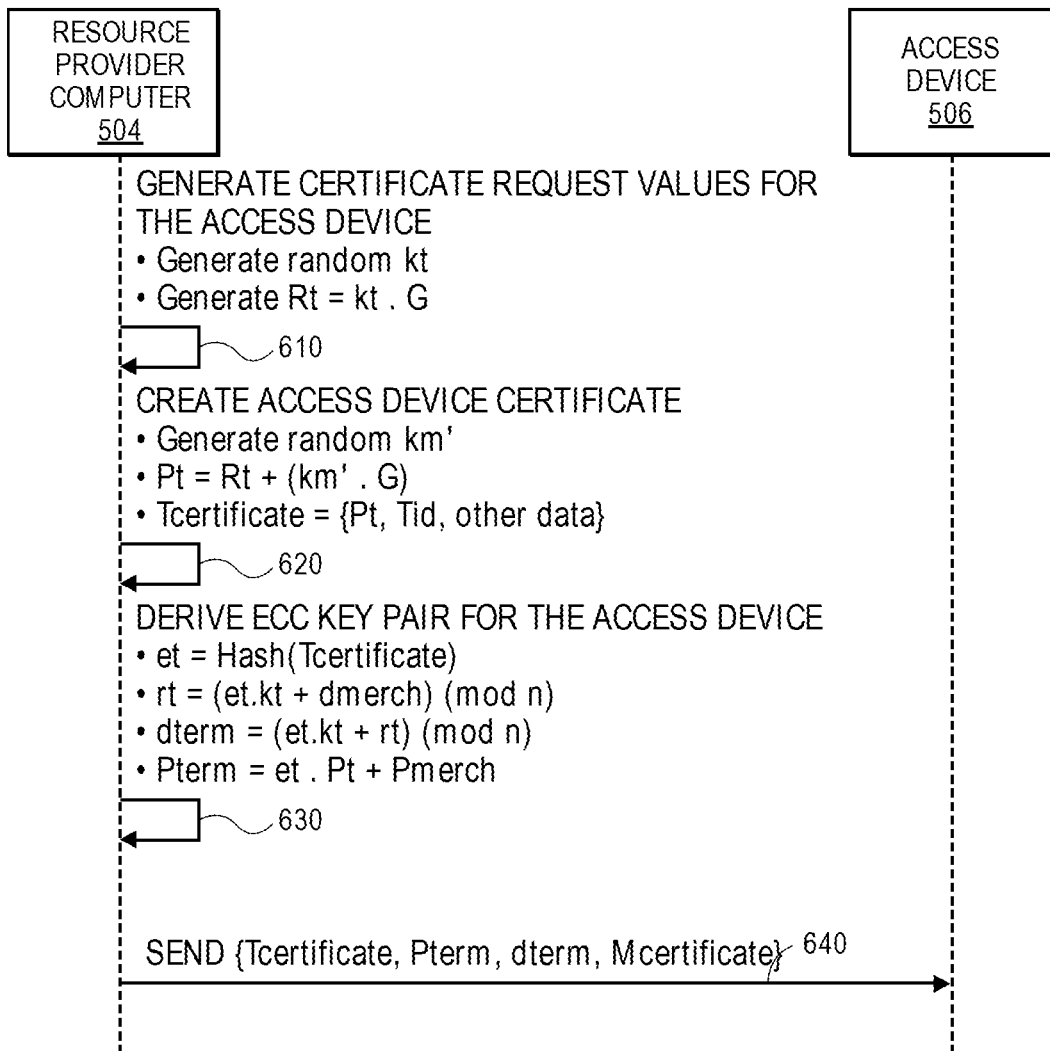 RESOURCE
PROVIDER
COMPUTER
504
ACCESS
DEVICE
506
GENERATE CERTIFICATE REQUEST VALUES FOR
THE ACCESS DEVICE
• Generate random kt
• Generate Rt = kt . G
610
CREATE ACCESS DEVICE CERTIFICATE
• Generate random km'
• Pt = Rt + (km' . G)
• Tcertificate = {Pt, Tid, other data}
620
DERIVE ECC KEY PAIR FOR THE ACCESS DEVICE
• et = Hash(Tcertificate)
• rt = (et.kt + dmerch) (mod n)
• dterm = (et.kt + rt) (mod n)
• Pterm = et . Pt + Pmerch
630
SEND {Tcertificate, Pterm, dterm, Mcertificate}
640